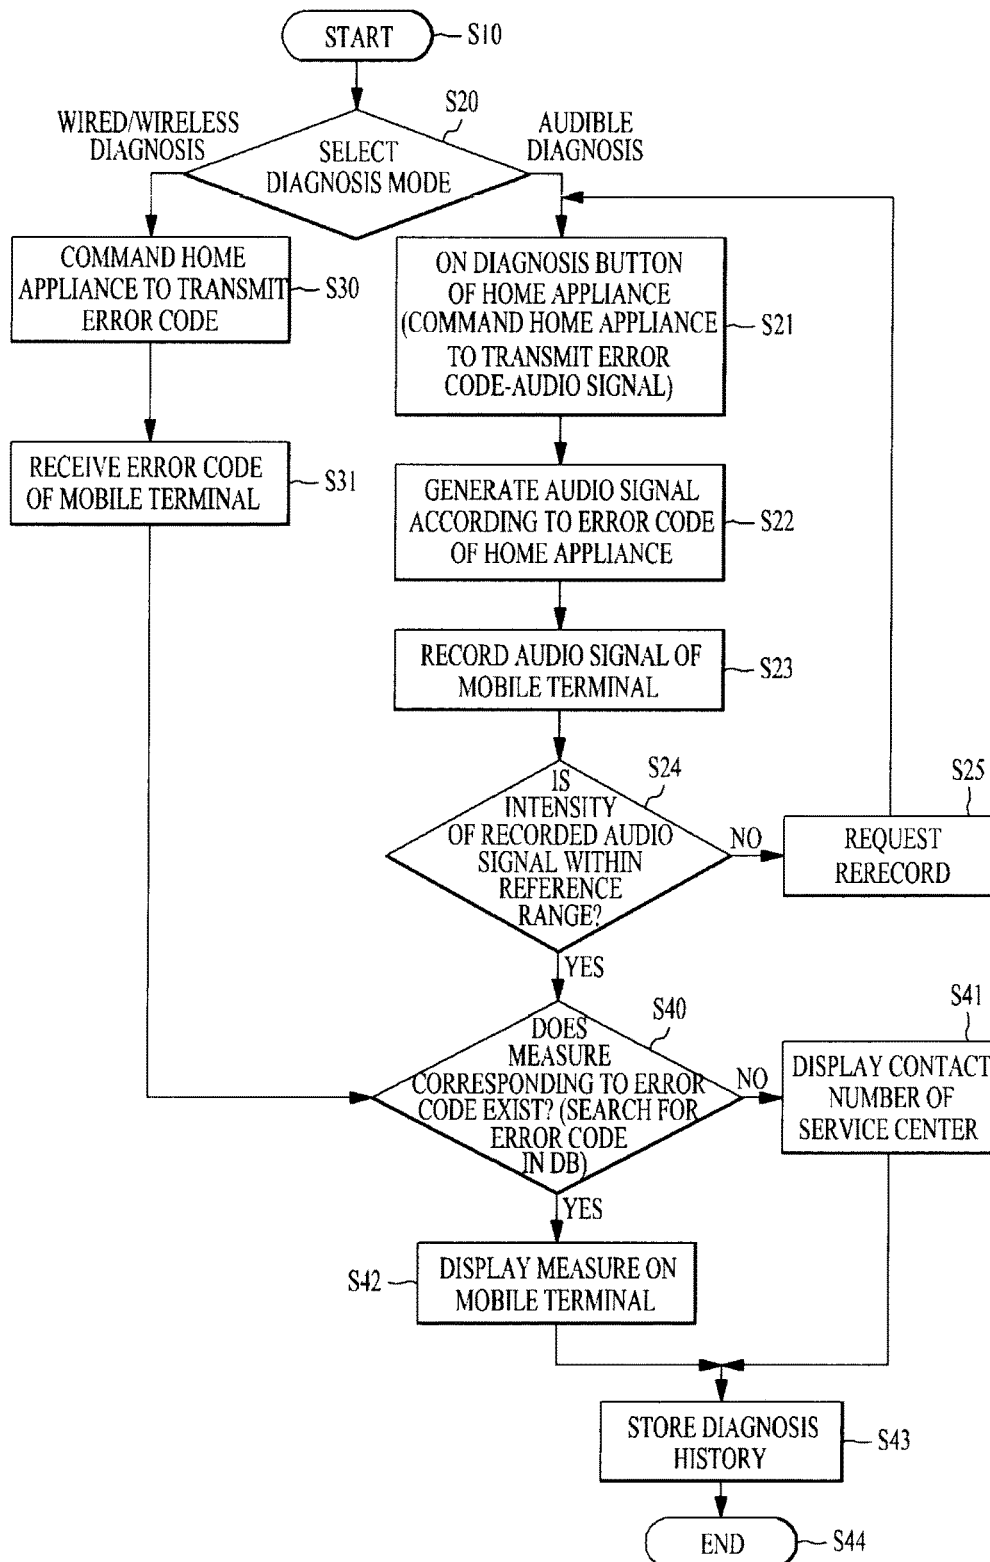 START
S10
S20
WIRED/WIRELESS
DIAGNOSIS
AUDIBLE
DIAGNOSIS
SELECT
DIAGNOSIS MODE
COMMAND HOME
APPLIANCE TO TRANSMIT
ERROR CODE
S30
ON DIAGNOSIS BUTTON
OF HOME APPLIANCE
(COMMAND HOME APPLIANCE
TO TRANSMIT ERROR
CODE-AUDIO SIGNAL)
S21
RECEIVE ERROR CODE
OF MOBILE TERMINAL
S31
GENERATE AUDIO SIGNAL
ACCORDING TO ERROR CODE
OF HOME APPLIANCE
S22
RECORD AUDIO SIGNAL OF
MOBILE TERMINAL
S23
S24
IS
INTENSITY
OF RECORDED AUDIO
SIGNAL WITHIN
REFERENCE
RANGE?
NO
S25
REQUEST
RERECORD
YES
S40
DOES
MEASURE
CORRESPONDING TO ERROR
CODE EXIST? (SEARCH FOR
ERROR CODE
IN DB)
NO
S41
DISPLAY CONTACT
NUMBER OF
SERVICE CENTER
YES
S42
DISPLAY MEASURE ON
MOBILE TERMINAL
STORE DIAGNOSIS
HISTORY
S43
END
S44